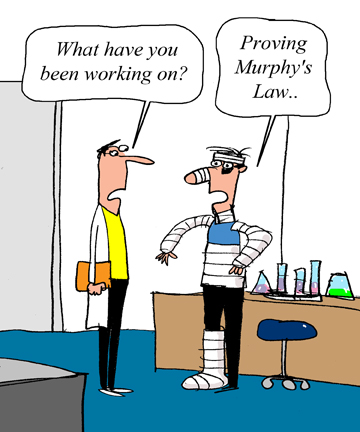 What have you
been working on?
Proving
Murphy's
Law..